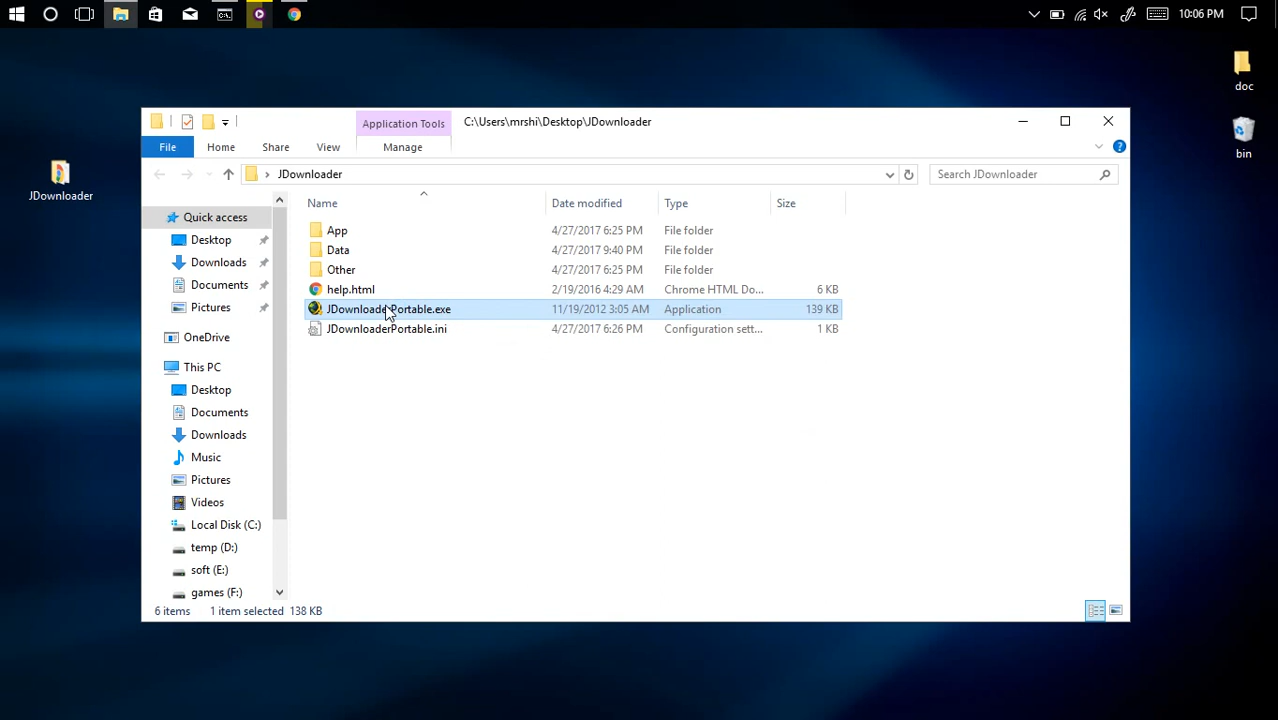 10:06 PM
doc
bin
JDownloader
Application Tools
C:\Users\mrshi\Desktop\JDownloader
File
Home
Share
View
Manage
JDownloader
Search JDownloader
Name
Date modified
Type
Size
Quick access
Desktop
Downloads
Documents
Pictures
OneDrive
This PC
Desktop
Documents
Downloads
Music
Pictures
Videos
Local Disk (C:)
temp (D:)
soft (E:)
games (F:)
App 4/27/2017 6:25 PM File folder
Data 4/27/2017 9:40 PM File folder
Other 4/27/2017 6:25 PM File folder
help.html 2/19/2016 4:29 AM Chrome HTML Do... 6 KB
JDownloaderPortable.exe 11/19/2012 3:05 AM Application 139 KB
JDownloaderPortable.ini 4/27/2017 6:26 PM Configuration sett... 1 KB
6 items 1 item selected 138 KB